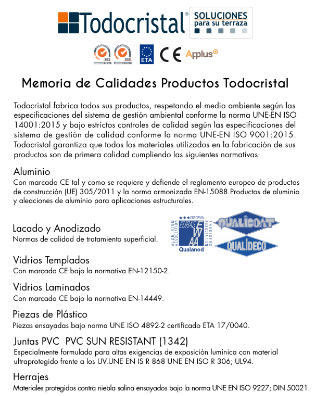 Todocristal
SOLUCIONES
para su terraza
ETA
CE
Applus
Memoria de Calidades Productos Todocristal
Todocristal fabrica todos sus productos, respetando el medio ambiente según las
especificaciones del sistema de gestión ambiental conforme la norma UNE-EN ISO
14001:2015 y bajo estrictos controles de calidad según las especificaciones del
sistema de gestión de calidad conforme la norma UNE-EN ISO 9001:2015.
Todocristal garantiza que todos los materiales utilizados en la fabricación de sus
productos son de primera calidad cumpliendo las siguientes normativas:
Aluminio
Con marcado CE tal y como se requiere y defiende el reglamento europeo de productos
de construcción (UE) 305/2011 y la norma armonizada EN-15088 Productos de aluminio
y aleaciones de aluminio para aplicaciones estructurales.
Lacado y Anodizado
Normas de calidad de tratamiento superficial.
Qualanod
QUALICOAT
QUALIDECO
Vidrios Templados
Con marcado CE bajo la normativa EN-12150-2.
Vidrios Laminados
Con marcado CE bajo la normativa EN-14449.
Piezas de Plástico
Piezas ensayadas bajo norma UNE ISO 4892-2 certificado ETA 17/0040.
Juntas PVC PVC SUN RESISTANT (1342)
Especialmente formulado para altas exigencias de exposición lumínica con material
ultraprotegido frente a los UV.UNE EN IS R 868 UNE EN ISO R 306; UL94.
Herrajes
Materiales protegidos contra niebla salina ensayados bajo la norma UNE EN ISO 9227; DIN 50021.